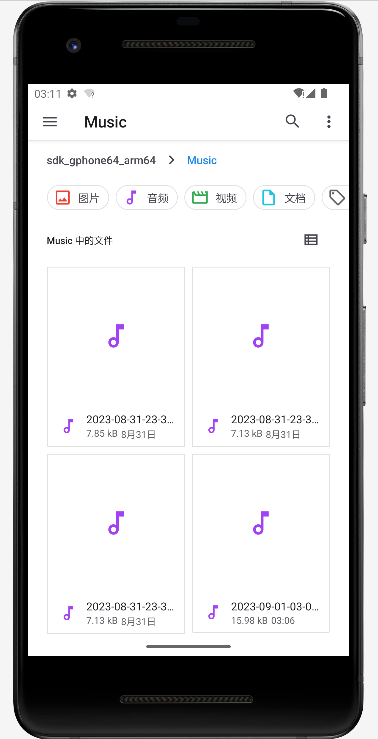 03:11
Music
sdk_gphone64_arm64 > Music
图片 音频 视频 文档
Music 中的文件
2023-08-31-23-3...
7.85 kB 8月31日
2023-08-31-23-3...
7.13 kB 8月31日
2023-08-31-23-3...
7.13 kB 8月31日
2023-09-01-03-0...
15.98 kB 03:06